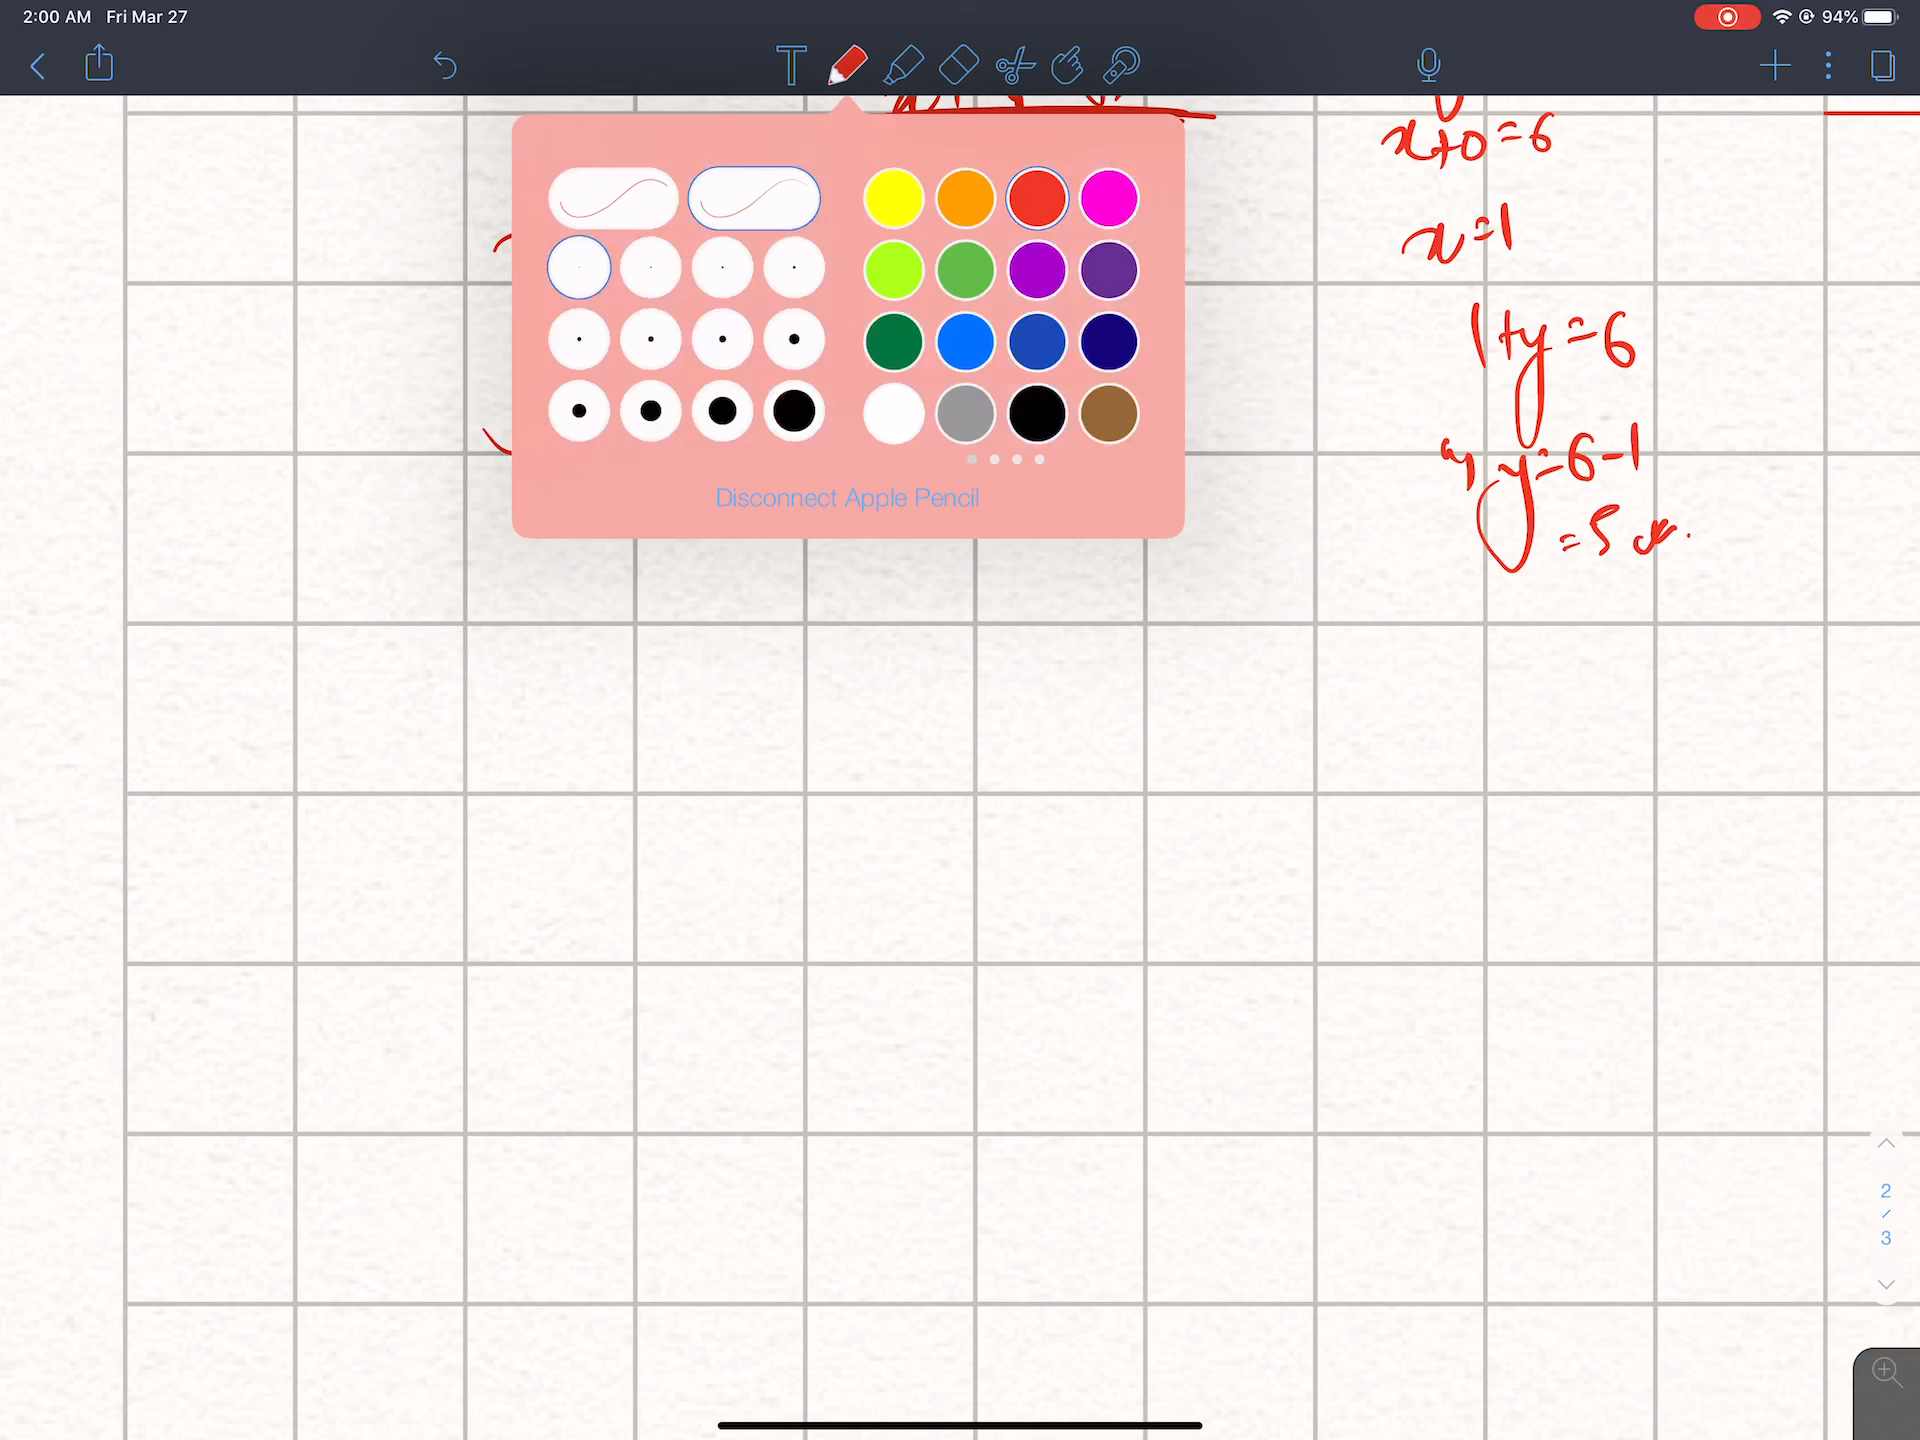 2:00 AM Fri Mar 27
94%
x+0=6
x=1
1+y=6
y=6-1
=5
Disconnect Apple Pencil
2
/
3